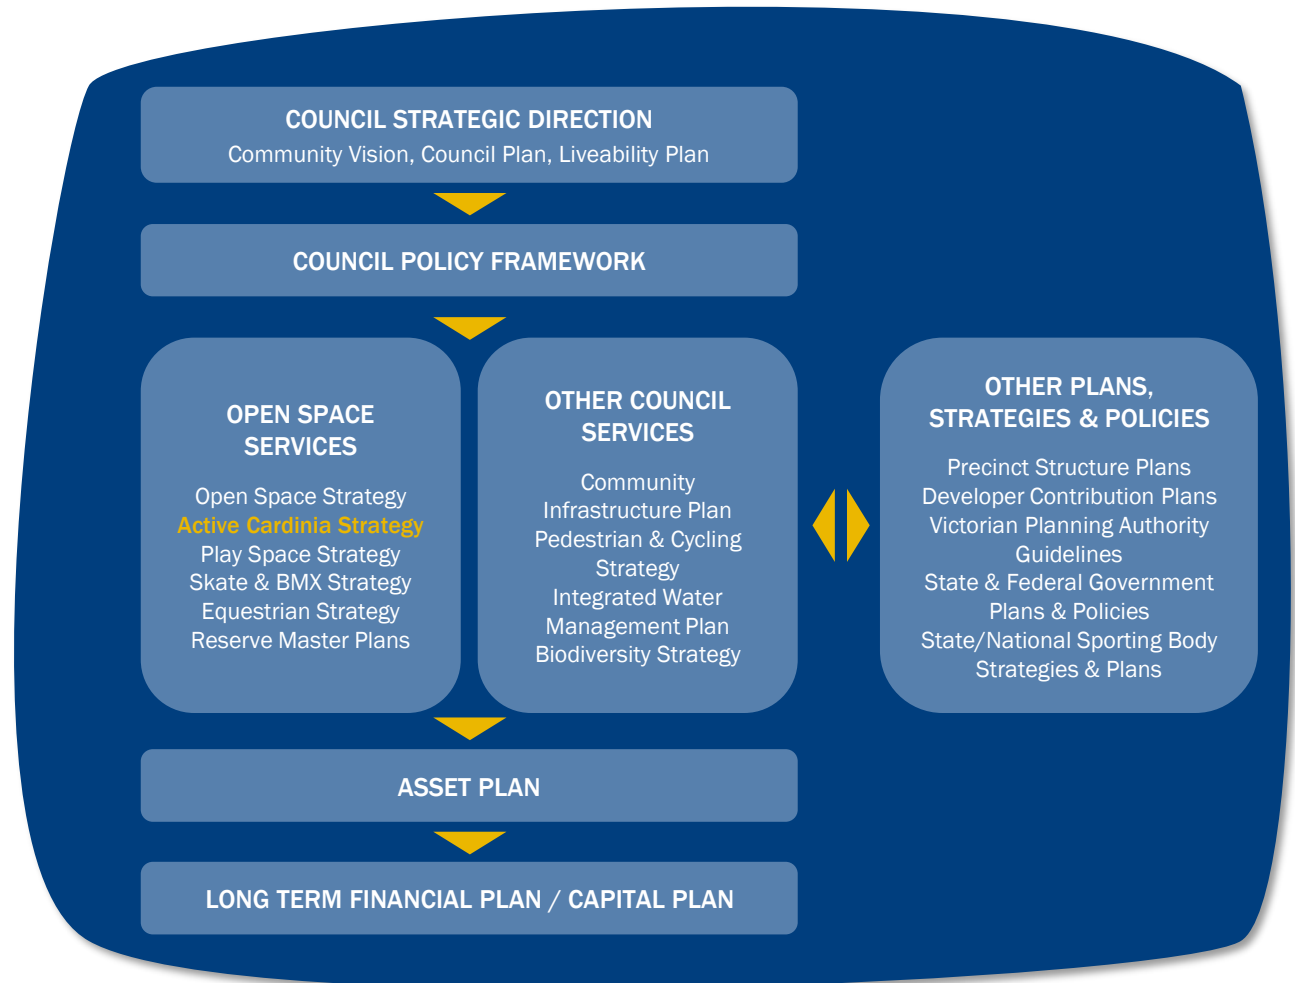 COUNCIL STRATEGIC DIRECTION
Community Vision, Council Plan, Liveability Plan
COUNCIL POLICY FRAMEWORK
OPEN SPACE
SERVICES
Open Space Strategy
Active Cardinia Strategy
Play Space Strategy
Skate & BMX Strategy
Equestrian Strategy
Reserve Master Plans
OTHER COUNCIL
SERVICES
Community
Infrastructure Plan
Pedestrian & Cycling
Strategy
Integrated Water
Management Plan
Biodiversity Strategy
OTHER PLANS,
STRATEGIES & POLICIES
Precinct Structure Plans
Developer Contribution Plans
Victorian Planning Authority
Guidelines
State & Federal Government
Plans & Policies
State/National Sporting Body
Strategies & Plans
ASSET PLAN
LONG TERM FINANCIAL PLAN / CAPITAL PLAN